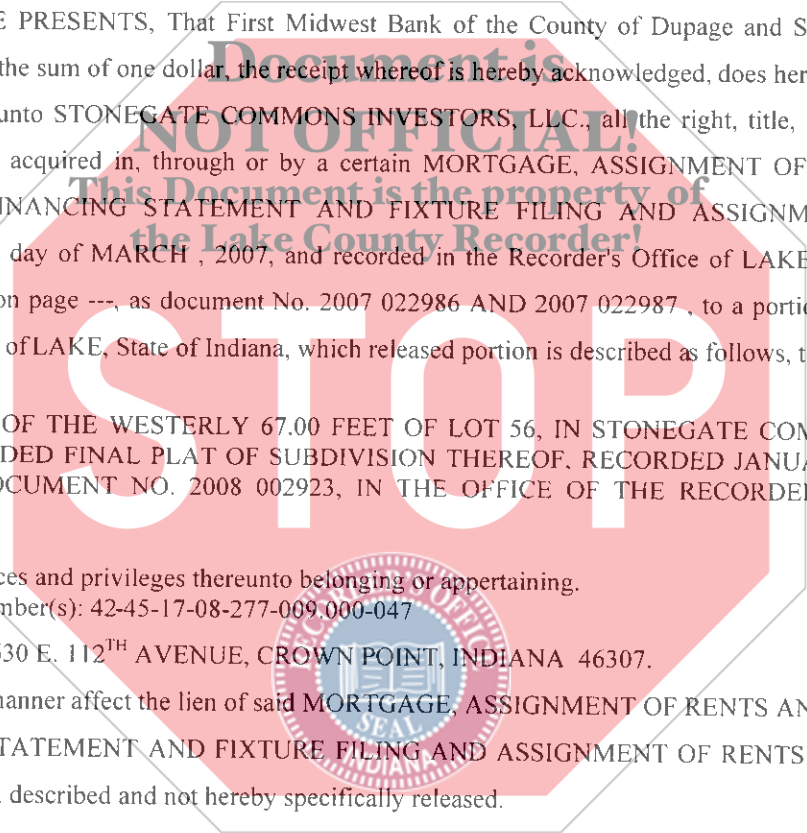 E PRESENTS, That First Midwest Bank of the County of Dupage and S
Document is
the sum of one dollar, the receipt whereof is hereby acknowledged, does her
NOT OFFICIAL!
unto STONEGATE COMMONS INVESTORS, LLC., all the right, title,
acquired in, through or by a certain MORTGAGE, ASSIGNMENT OF
This Document is the property of
INANCING STATEMENT AND FIXTURE FILING AND ASSIGNM
the Lake County Recorder!
day of MARCH , 2007, and recorded in the Recorder's Office of LAKE
on page ---, as document No. 2007 022986 AND 2007 022987 , to a portio
of LAKE, State of Indiana, which released portion is described as follows, t
STOP
OF THE WESTERLY 67.00 FEET OF LOT 56, IN STONEGATE COM
DED FINAL PLAT OF SUBDIVISION THEREOF. RECORDED JANUA
OCUMENT NO. 2008 002923, IN THE OFFICE OF THE RECORDE
ces and privileges thereunto belonging or appertaining.
mber(s): 42-45-17-08-277-009.000-047
530 E. 112TH AVENUE, CROWN POINT, INDIANA 46307.
manner affect the lien of said MORTGAGE, ASSIGNMENT OF RENTS AN
TATEMENT AND FIXTURE FILING AND ASSIGNMENT OF RENTS
described and not hereby specifically released.
RECORDER'S OFFICE
SEAL
INDIANA